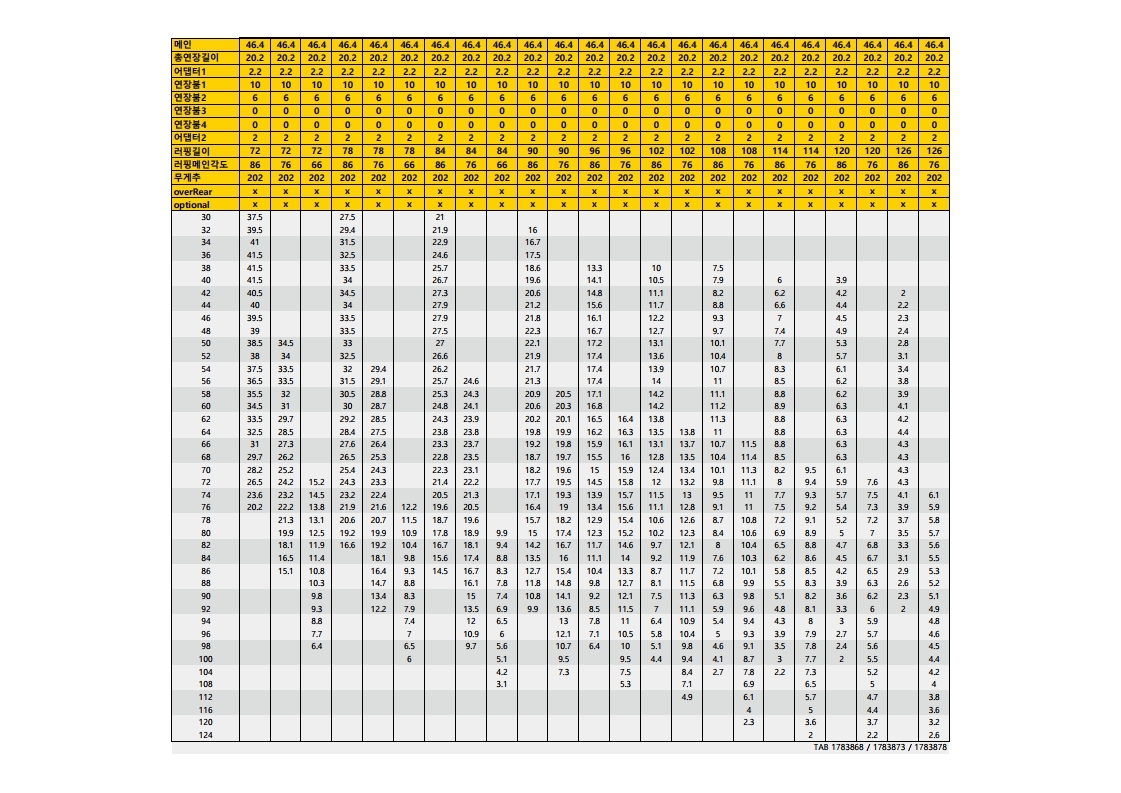 메인 46.4 46.4 46.4 46.4 46.4 46.4 46.4 46.4 46.4 46.4 46.4 46.4 46.4 46.4 46.4 46.4 46.4 46.4 46.4 46.4 46.4 46.4 46.4
총연장길이 20.2 20.2 20.2 20.2 20.2 20.2 20.2 20.2 20.2 20.2 20.2 20.2 20.2 20.2 20.2 20.2 20.2 20.2 20.2 20.2 20.2 20.2 20.2
어댑터1 2.2 2.2 2.2 2.2 2.2 2.2 2.2 2.2 2.2 2.2 2.2 2.2 2.2 2.2 2.2 2.2 2.2 2.2 2.2 2.2 2.2 2.2 2.2
연장붐1 10 10 10 10 10 10 10 10 10 10 10 10 10 10 10 10 10 10 10 10 10 10 10
연장붐2 6 6 6 6 6 6 6 6 6 6 6 6 6 6 6 6 6 6 6 6 6 6 6
연장붐3 0 0 0 0 0 0 0 0 0 0 0 0 0 0 0 0 0 0 0 0 0 0 0
연장붐4 0 0 0 0 0 0 0 0 0 0 0 0 0 0 0 0 0 0 0 0 0 0 0
어댑터2 2 2 2 2 2 2 2 2 2 2 2 2 2 2 2 2 2 2 2 2 2 2 2
러핑길이 72 72 72 78 78 78 84 84 84 90 90 96 96 102 102 108 108 114 114 120 120 126 126
러핑메인각도 86 76 66 86 76 66 86 76 66 86 76 86 76 86 76 86 76 86 76 86 76 86 76
무게추 202 202 202 202 202 202 202 202 202 202 202 202 202 202 202 202 202 202 202 202 202 202 202
overRear x x x x x x x x x x x x x x x x x x x x x x x
optional x x x x x x x x x x x x x x x x x x x x x x x
30 37.5 27.5 21
32 39.5 29.4 21.9 16
34 41 31.5 22.9 16.7
36 41.5 32.5 24.6 17.5
38 41.5 33.5 25.7 18.6 13.3 10 7.5
40 41.5 34 26.7 19.6 14.1 10.5 7.9 6 3.9
42 40.5 34.5 27.3 20.6 14.8 11.1 8.2 6.2 4.2 2
44 40 34 27.9 21.2 15.6 11.7 8.8 6.6 4.4 2.2
46 39.5 33.5 27.9 21.8 16.1 12.2 9.3 7 4.5 2.3
48 39 33.5 27.5 22.3 16.7 12.7 9.7 7.4 4.9 2.4
50 38.5 34.5 33 27 22.1 17.2 13.1 10.1 7.7 5.3 2.8
52 38 34 32.5 26.6 21.9 17.4 13.6 10.4 8 5.7 3.1
54 37.5 33.5 32 29.4 26.2 21.7 17.4 13.9 10.7 8.3 6.1 3.4
56 36.5 33.5 31.5 29.1 25.7 24.6 21.3 17.4 14 11 8.5 6.2 3.8
58 35.5 32 30.5 28.8 25.3 24.3 20.9 20.5 17.1 14.2 11.1 8.8 6.2 3.9
60 34.5 31 30 28.7 24.8 24.1 20.6 20.3 16.8 14.2 11.2 8.9 6.3 4.1
62 33.5 29.7 29.2 28.5 24.3 23.9 20.2 20.1 16.5 16.4 13.8 11.3 8.8 6.3 4.2
64 32.5 28.5 28.4 27.5 23.8 23.8 19.8 19.9 16.2 16.3 13.5 13.8 11 8.8 6.3 4.4
66 31 27.3 27.6 26.4 23.3 23.7 19.2 19.8 15.9 16.1 13.1 13.7 10.7 11.5 8.8 6.3 4.3
68 29.7 26.2 26.5 25.3 22.8 23.5 18.7 19.7 15.5 16 12.8 13.5 10.4 11.4 8.5 6.3 4.3
70 28.2 25.2 25.4 24.3 22.3 23.1 18.2 19.6 15 15.9 12.4 13.4 10.1 11.3 8.2 9.5 6.1 4.3
72 26.5 24.2 15.2 24.3 23.3 21.4 22.2 17.7 19.5 14.5 15.8 12 13.2 9.8 11.1 8 9.4 5.9 7.6 4.3
74 23.6 23.2 14.5 23.2 22.4 20.5 21.3 17.1 19.3 13.9 15.7 11.5 13 9.5 11 7.7 9.3 5.7 7.5 4.1 6.1
76 20.2 22.2 13.8 21.9 21.6 12.2 19.6 20.5 16.4 19 13.4 15.6 11.1 12.8 9.1 11 7.5 9.2 5.4 7.3 3.9 5.9
78 21.3 13.1 20.6 20.7 11.5 18.7 19.6 15.7 18.2 12.9 15.4 10.6 12.6 8.7 10.8 7.2 9.1 5.2 7.2 3.7 5.8
80 19.9 12.5 19.2 19.9 10.9 17.8 18.9 9.9 15 17.4 12.3 15.2 10.2 12.3 8.4 10.6 6.9 8.9 5 7 3.5 5.7
82 18.1 11.9 16.6 19.2 10.4 16.7 18.1 9.4 14.2 16.7 11.7 14.6 9.7 12.1 8 10.4 6.5 8.8 4.7 6.8 3.3 5.6
84 16.5 11.4 18.1 9.8 15.6 17.4 8.8 13.5 16 11.1 14 9.2 11.9 7.6 10.3 6.2 8.6 4.5 6.7 3.1 5.5
86 15.1 10.8 16.4 9.3 14.5 16.7 8.3 12.7 15.4 10.4 13.3 8.7 11.7 7.2 10.1 5.8 8.5 4.2 6.5 2.9 5.3
88 10.3 14.7 8.8 16.1 7.8 11.8 14.8 9.8 12.7 8.1 11.5 6.8 9.9 5.5 8.3 3.9 6.3 2.6 5.2
90 9.8 13.4 8.3 15 7.4 10.8 14.1 9.2 12.1 7.5 11.3 6.3 9.8 5.1 8.2 3.6 6.2 2.3 5.1
92 9.3 12.2 7.9 13.5 6.9 9.9 13.6 8.5 11.5 7 11.1 5.9 9.6 4.8 8.1 3.3 6 2 4.9
94 8.8 7.4 12 6.5 13 7.8 11 6.4 10.9 5.4 9.4 4.3 8 3 5.9 4.8
96 7.7 7 10.9 6 12.1 7.1 10.5 5.8 10.4 5 9.3 3.9 7.9 2.7 5.7 4.6
98 6.4 6.5 9.7 5.6 10.7 6.4 10 5.1 9.8 4.6 9.1 3.5 7.8 2.4 5.6 4.5
100 6 5.1 9.5 9.5 4.4 9.4 4.1 8.7 3 7.7 2 5.5 4.4
104 4.2 7.3 7.5 8.4 2.7 7.8 2.2 7.3 5.2 4.2
108 3.1 5.3 7.1 6.9 6.5 5 4
112 4.9 6.1 5.7 4.7 3.8
116 4 5 4.4 3.6
120 2.3 3.6 3.7 3.2
124 2 2.2 2.6
TAB 1783868 / 1783873 / 1783878